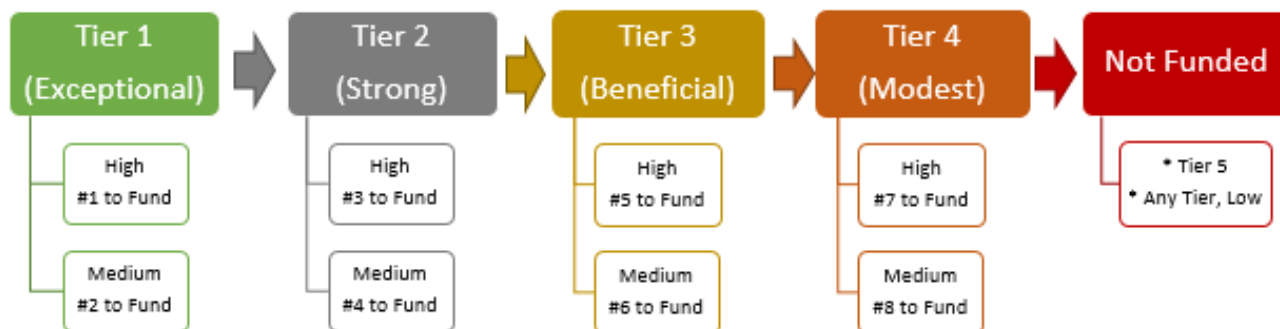 Tier 1
(Exceptional)
High
#1 to Fund
Medium
#2 to Fund
Tier 2
(Strong)
High
#3 to Fund
Medium
#4 to Fund
Tier 3
(Beneficial)
High
#5 to Fund
Medium
#6 to Fund
Tier 4
(Modest)
High
#7 to Fund
Medium
#8 to Fund
Not Funded
* Tier 5
* Any Tier, Low